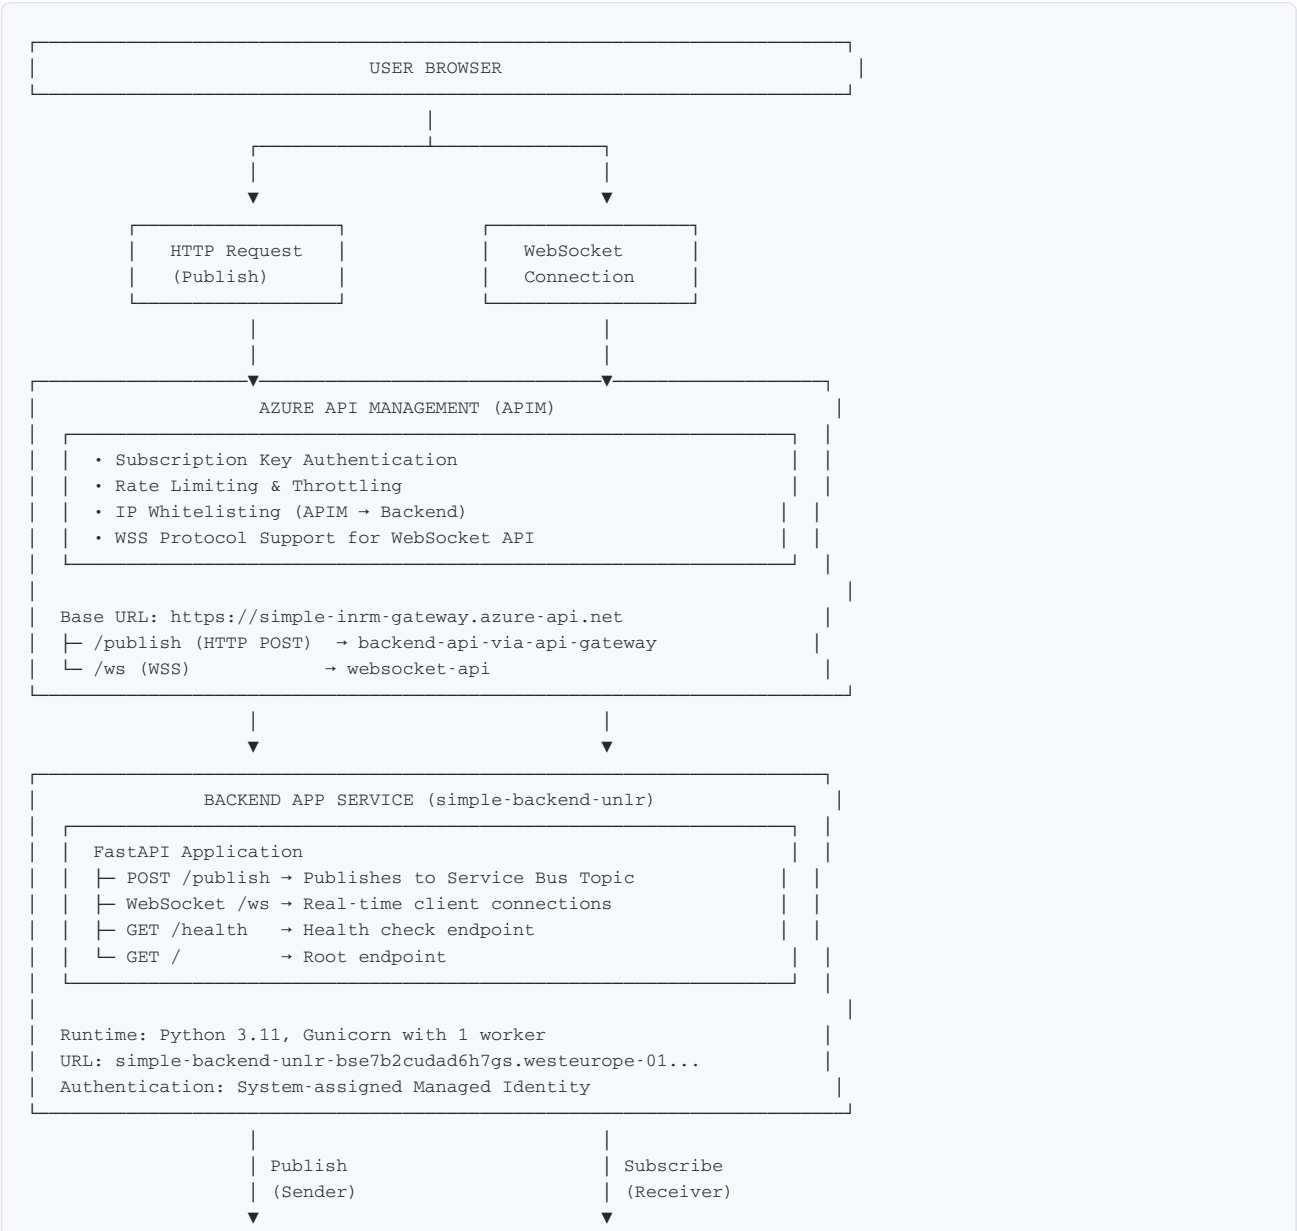 USER BROWSER
HTTP Request
(Publish)
WebSocket
Connection
AZURE API MANAGEMENT (APIM)
• Subscription Key Authentication
• Rate Limiting & Throttling
• IP Whitelisting (APIM → Backend)
• WSS Protocol Support for WebSocket API
Base URL: https://simple-inrm-gateway.azure-api.net
├─ /publish (HTTP POST) → backend-api-via-api-gateway
└─ /ws (WSS) → websocket-api
BACKEND APP SERVICE (simple-backend-unlr)
FastAPI Application
├─ POST /publish → Publishes to Service Bus Topic
├─ WebSocket /ws → Real-time client connections
├─ GET /health → Health check endpoint
└─ GET / → Root endpoint
Runtime: Python 3.11, Gunicorn with 1 worker
URL: simple-backend-unlr-bse7b2cudad6h7gs.westeurope-01...
Authentication: System-assigned Managed Identity
Publish
(Sender)
Subscribe
(Receiver)